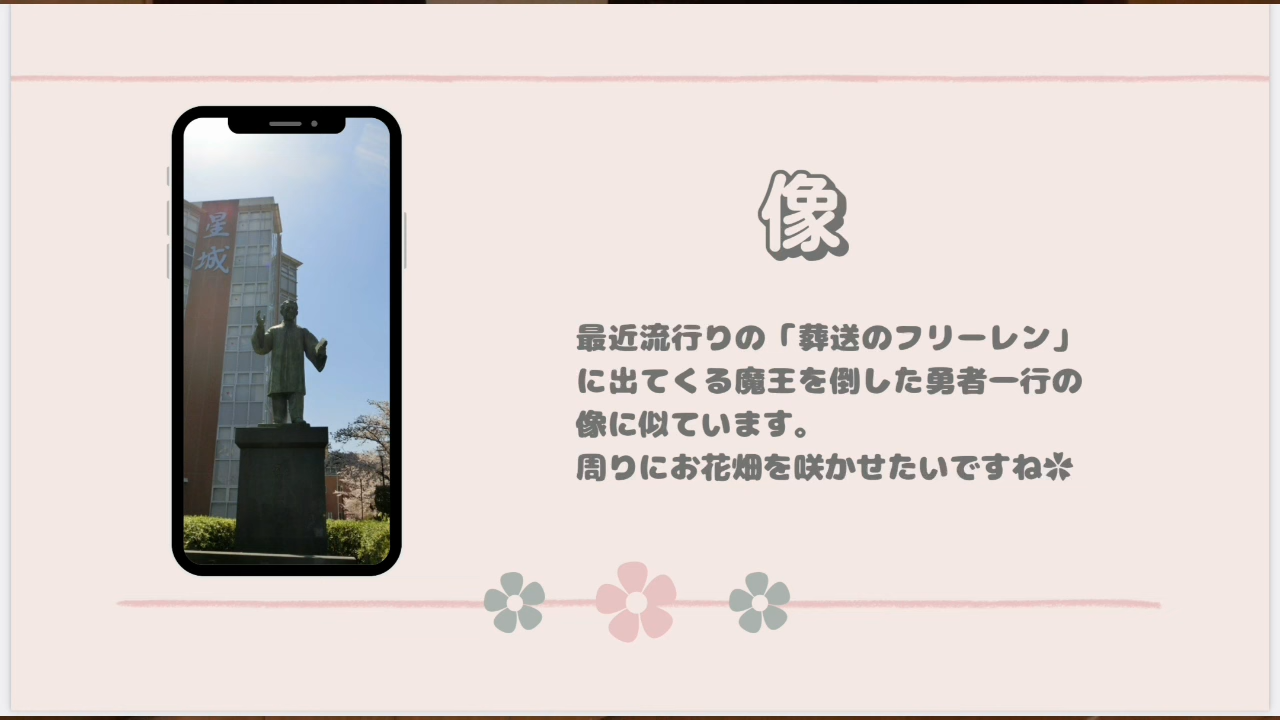 星城
像
最近流行りの「葬送のフリーレン」
に出てくる魔王を倒した勇者一行の
像に似ています。
周りにお花畑を咲かせたいですね✲